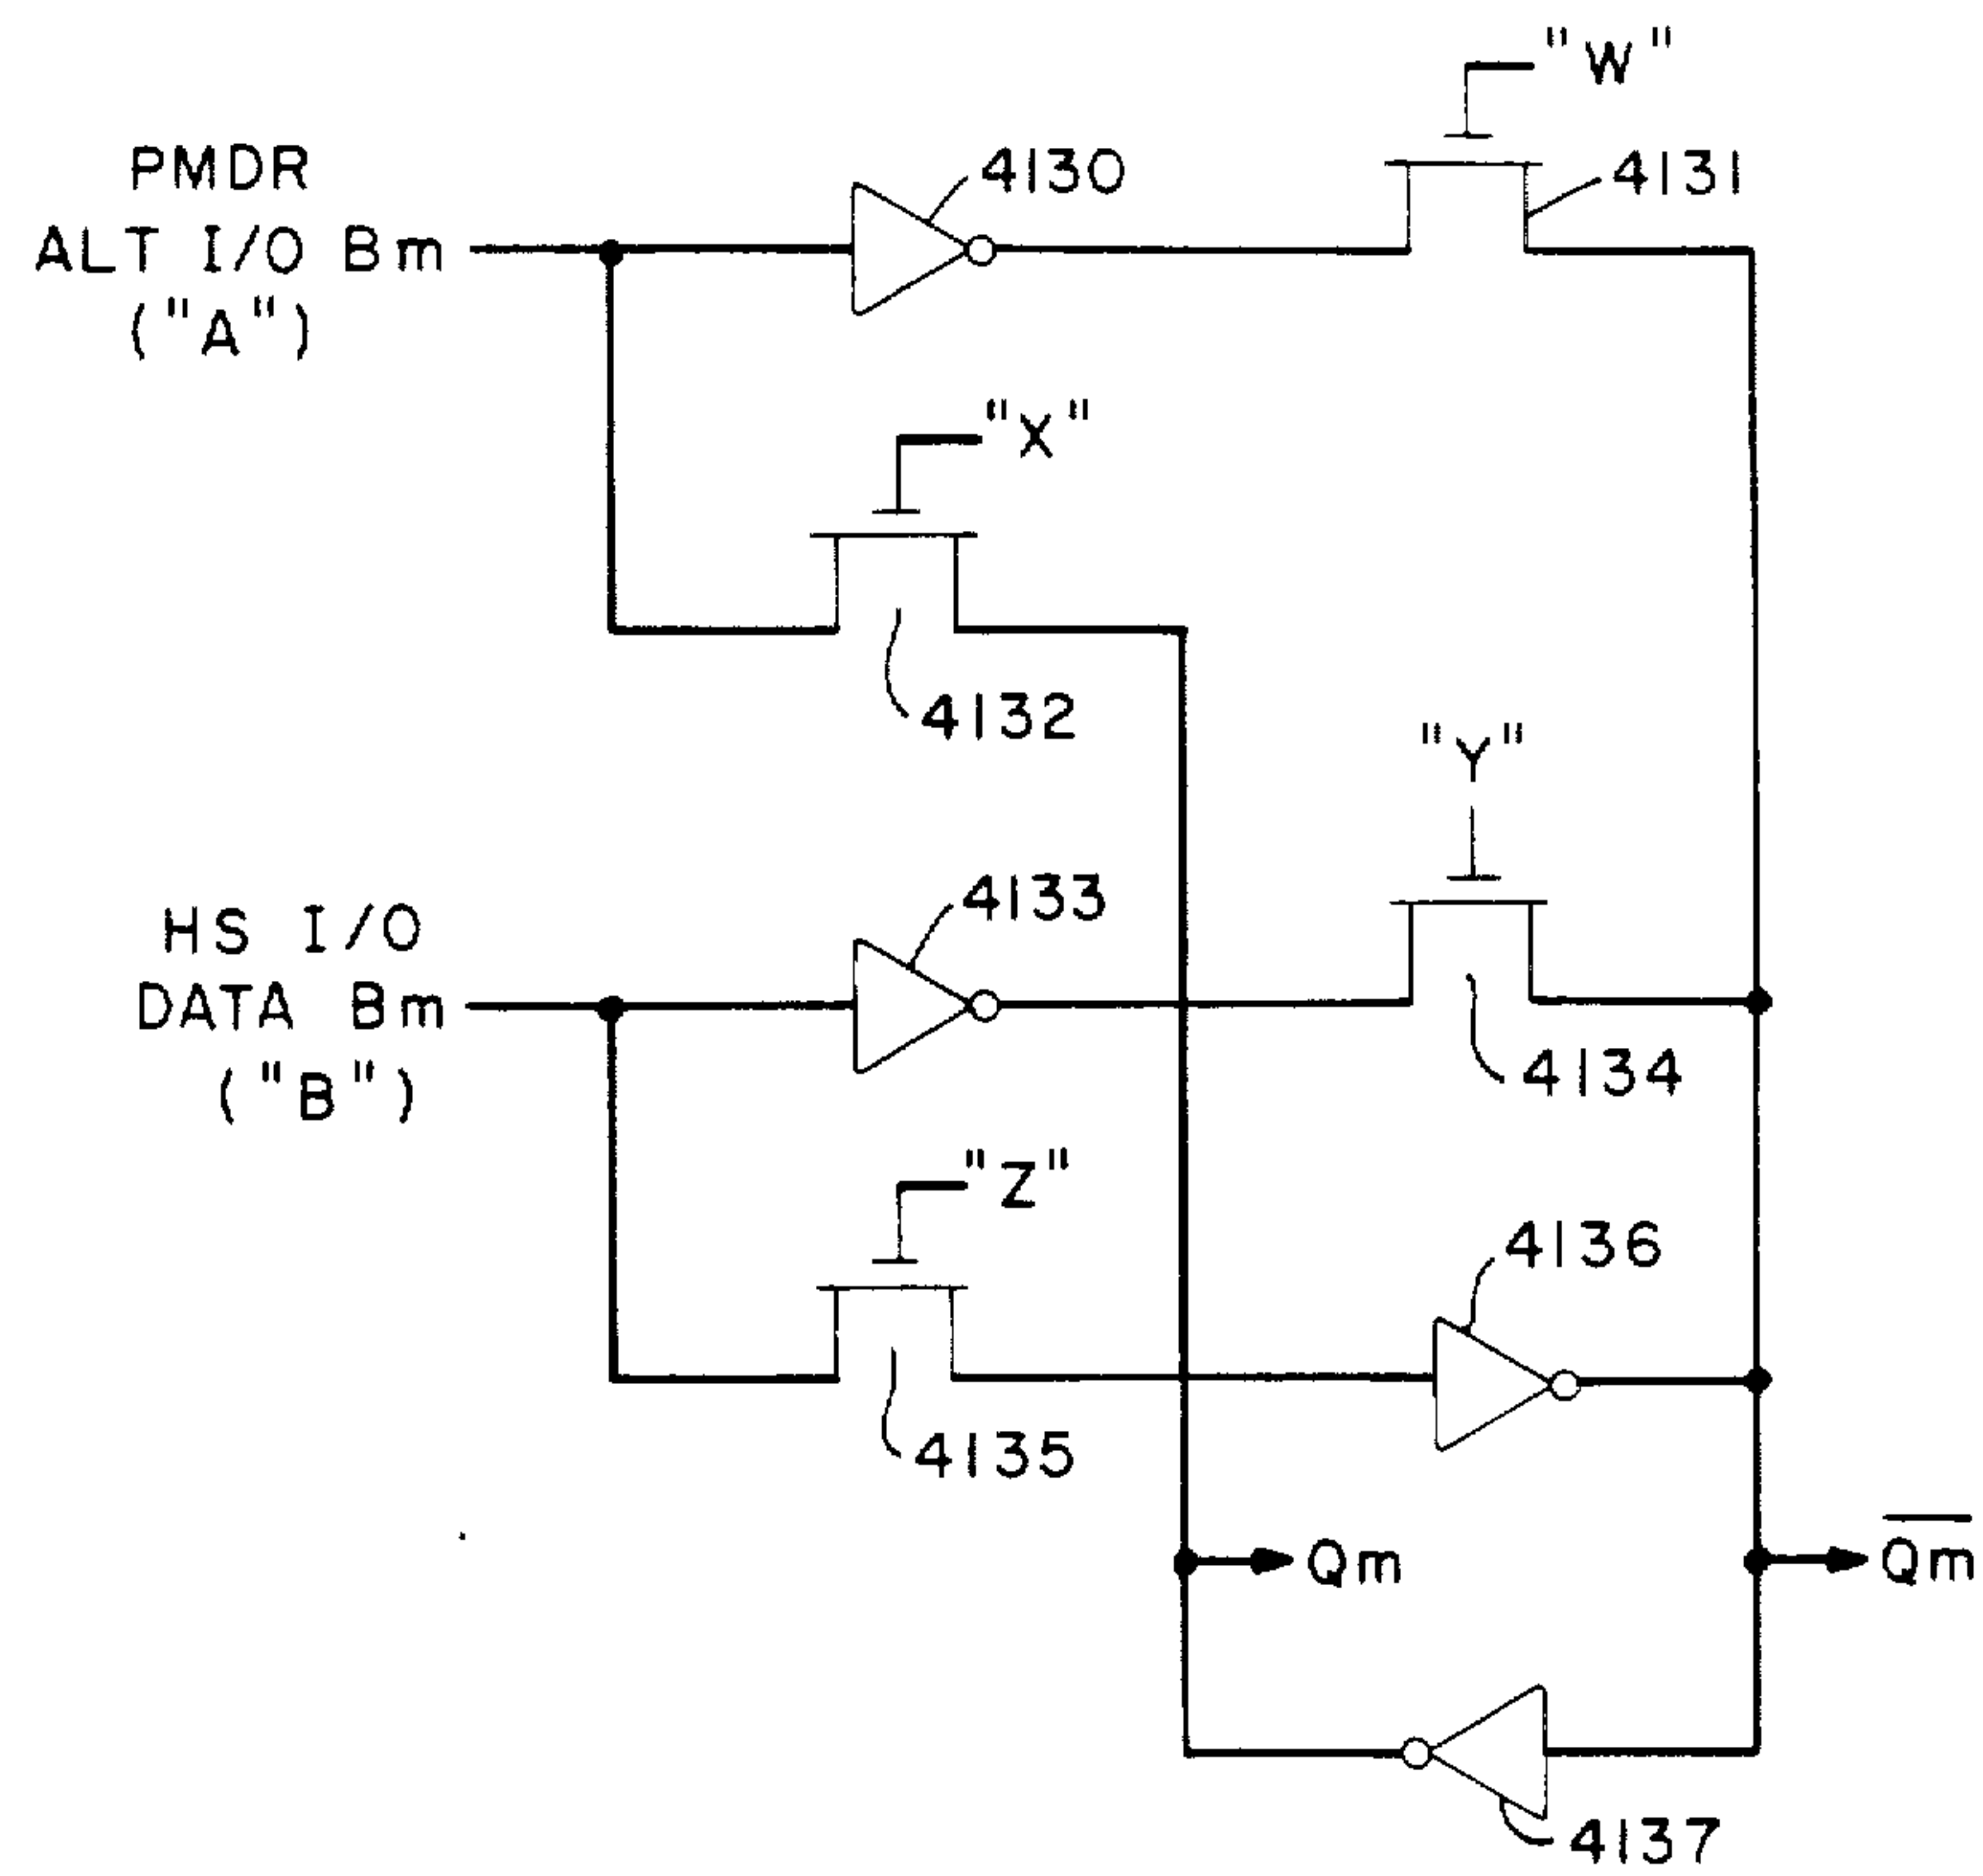 "W"
PMDR
ALT I/O Bm
("A")
4130
4131
"X"
4132
"Y"
HS I/O
DATA Bm
("B")
4133
4134
"Z"
4135
4136
Qm
Q̅m̅
4137